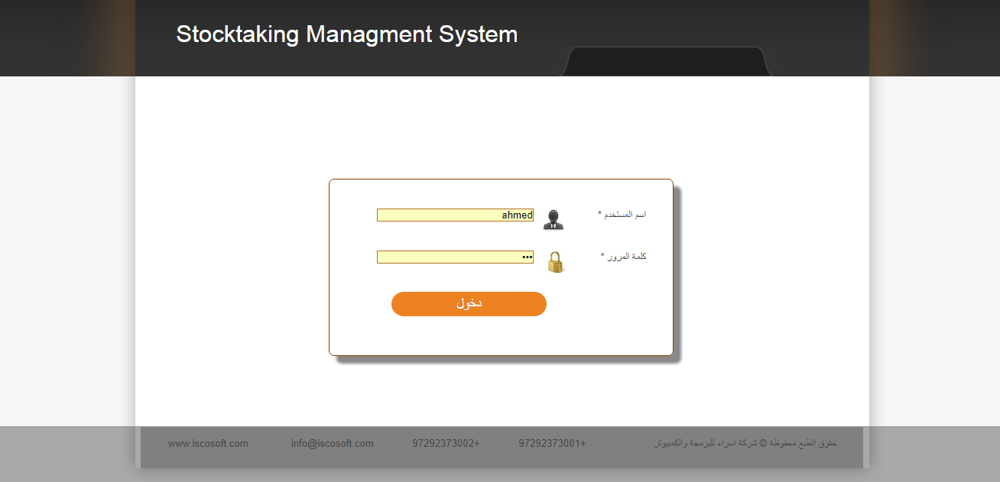 Stocktaking Managment System
اسم المستخدم *
ahmed
كلمة المرور *
•••
دخول
حقوق الطبع محفوظة © شركة اسراء للبرمجة والكمبيوتر
97292373001+
97292373002+
info@iscosoft.com
www.iscosoft.com